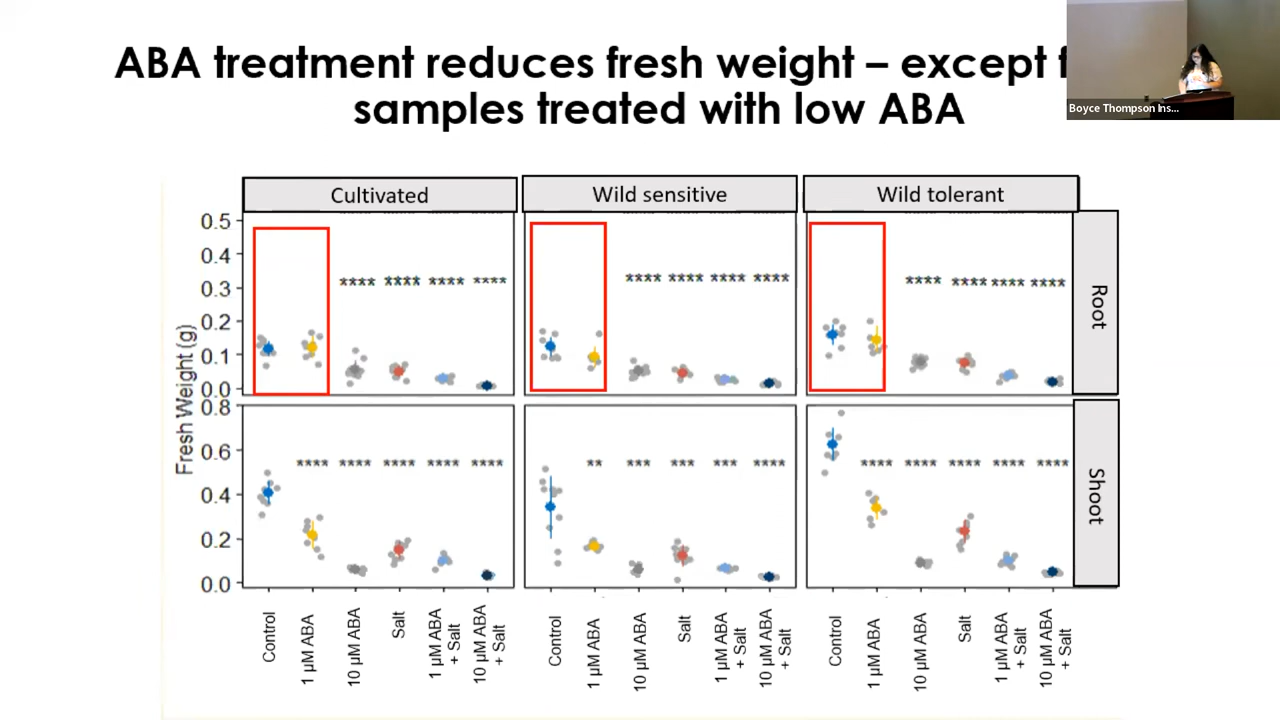 ABA treatment reduces fresh weight – except
samples treated with low ABA
Boyce Thompson Ins...
Cultivated
Wild sensitive
Wild tolerant
Fresh Weight (g)
0.5
0.4
0.3
0.2
0.1
0.0
**** **** **** ****
**** **** **** ****
**** **** **** ****
Root
0.8
0.6
0.4
0.2
0.0
**** **** **** **** ****
** *** *** *** ****
**** **** **** **** ****
Shoot
Control
1 µM ABA
10 µM ABA
Salt
1 µM ABA
+ Salt
10 µM ABA
+ Salt
Control
1 µM ABA
10 µM ABA
Salt
1 µM ABA
+ Salt
10 µM ABA
+ Salt
Control
1 µM ABA
10 µM ABA
Salt
1 µM ABA
+ Salt
10 µM ABA
+ Salt